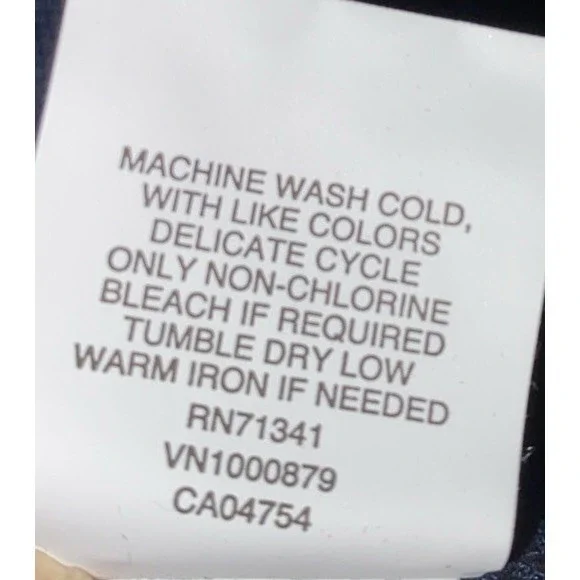 MACHINE WASH COLD,
WITH LIKE COLORS
DELICATE CYCLE
ONLY NON-CHLORINE
BLEACH IF REQUIRED
TUMBLE DRY LOW
WARM IRON IF NEEDED
RN71341
VN1000879
CA04754